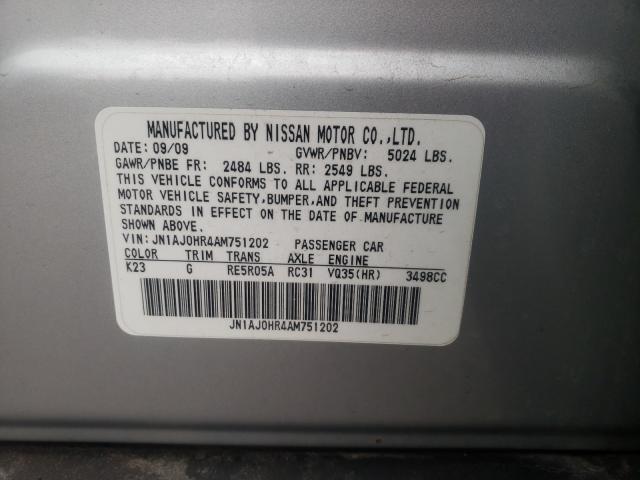 MANUFACTURED BY NISSAN MOTOR CO.,LTD.
DATE: 09/09 GVWR/PNBV: 5024 LBS.
GAWR/PNBE FR: 2484 LBS. RR: 2549 LBS.
THIS VEHICLE CONFORMS TO ALL APPLICABLE FEDERAL
MOTOR VEHICLE SAFETY,BUMPER,AND THEFT PREVENTION
STANDARDS IN EFFECT ON THE DATE OF MANUFACTURE
SHOWN ABOVE.
VIN:JN1AJ0HR4AM751202 PASSENGER CAR
COLOR TRIM TRANS AXLE ENGINE
K23 G RE5R05A RC31 VQ35(HR) 3498CC
JN1AJ0HR4AM751202